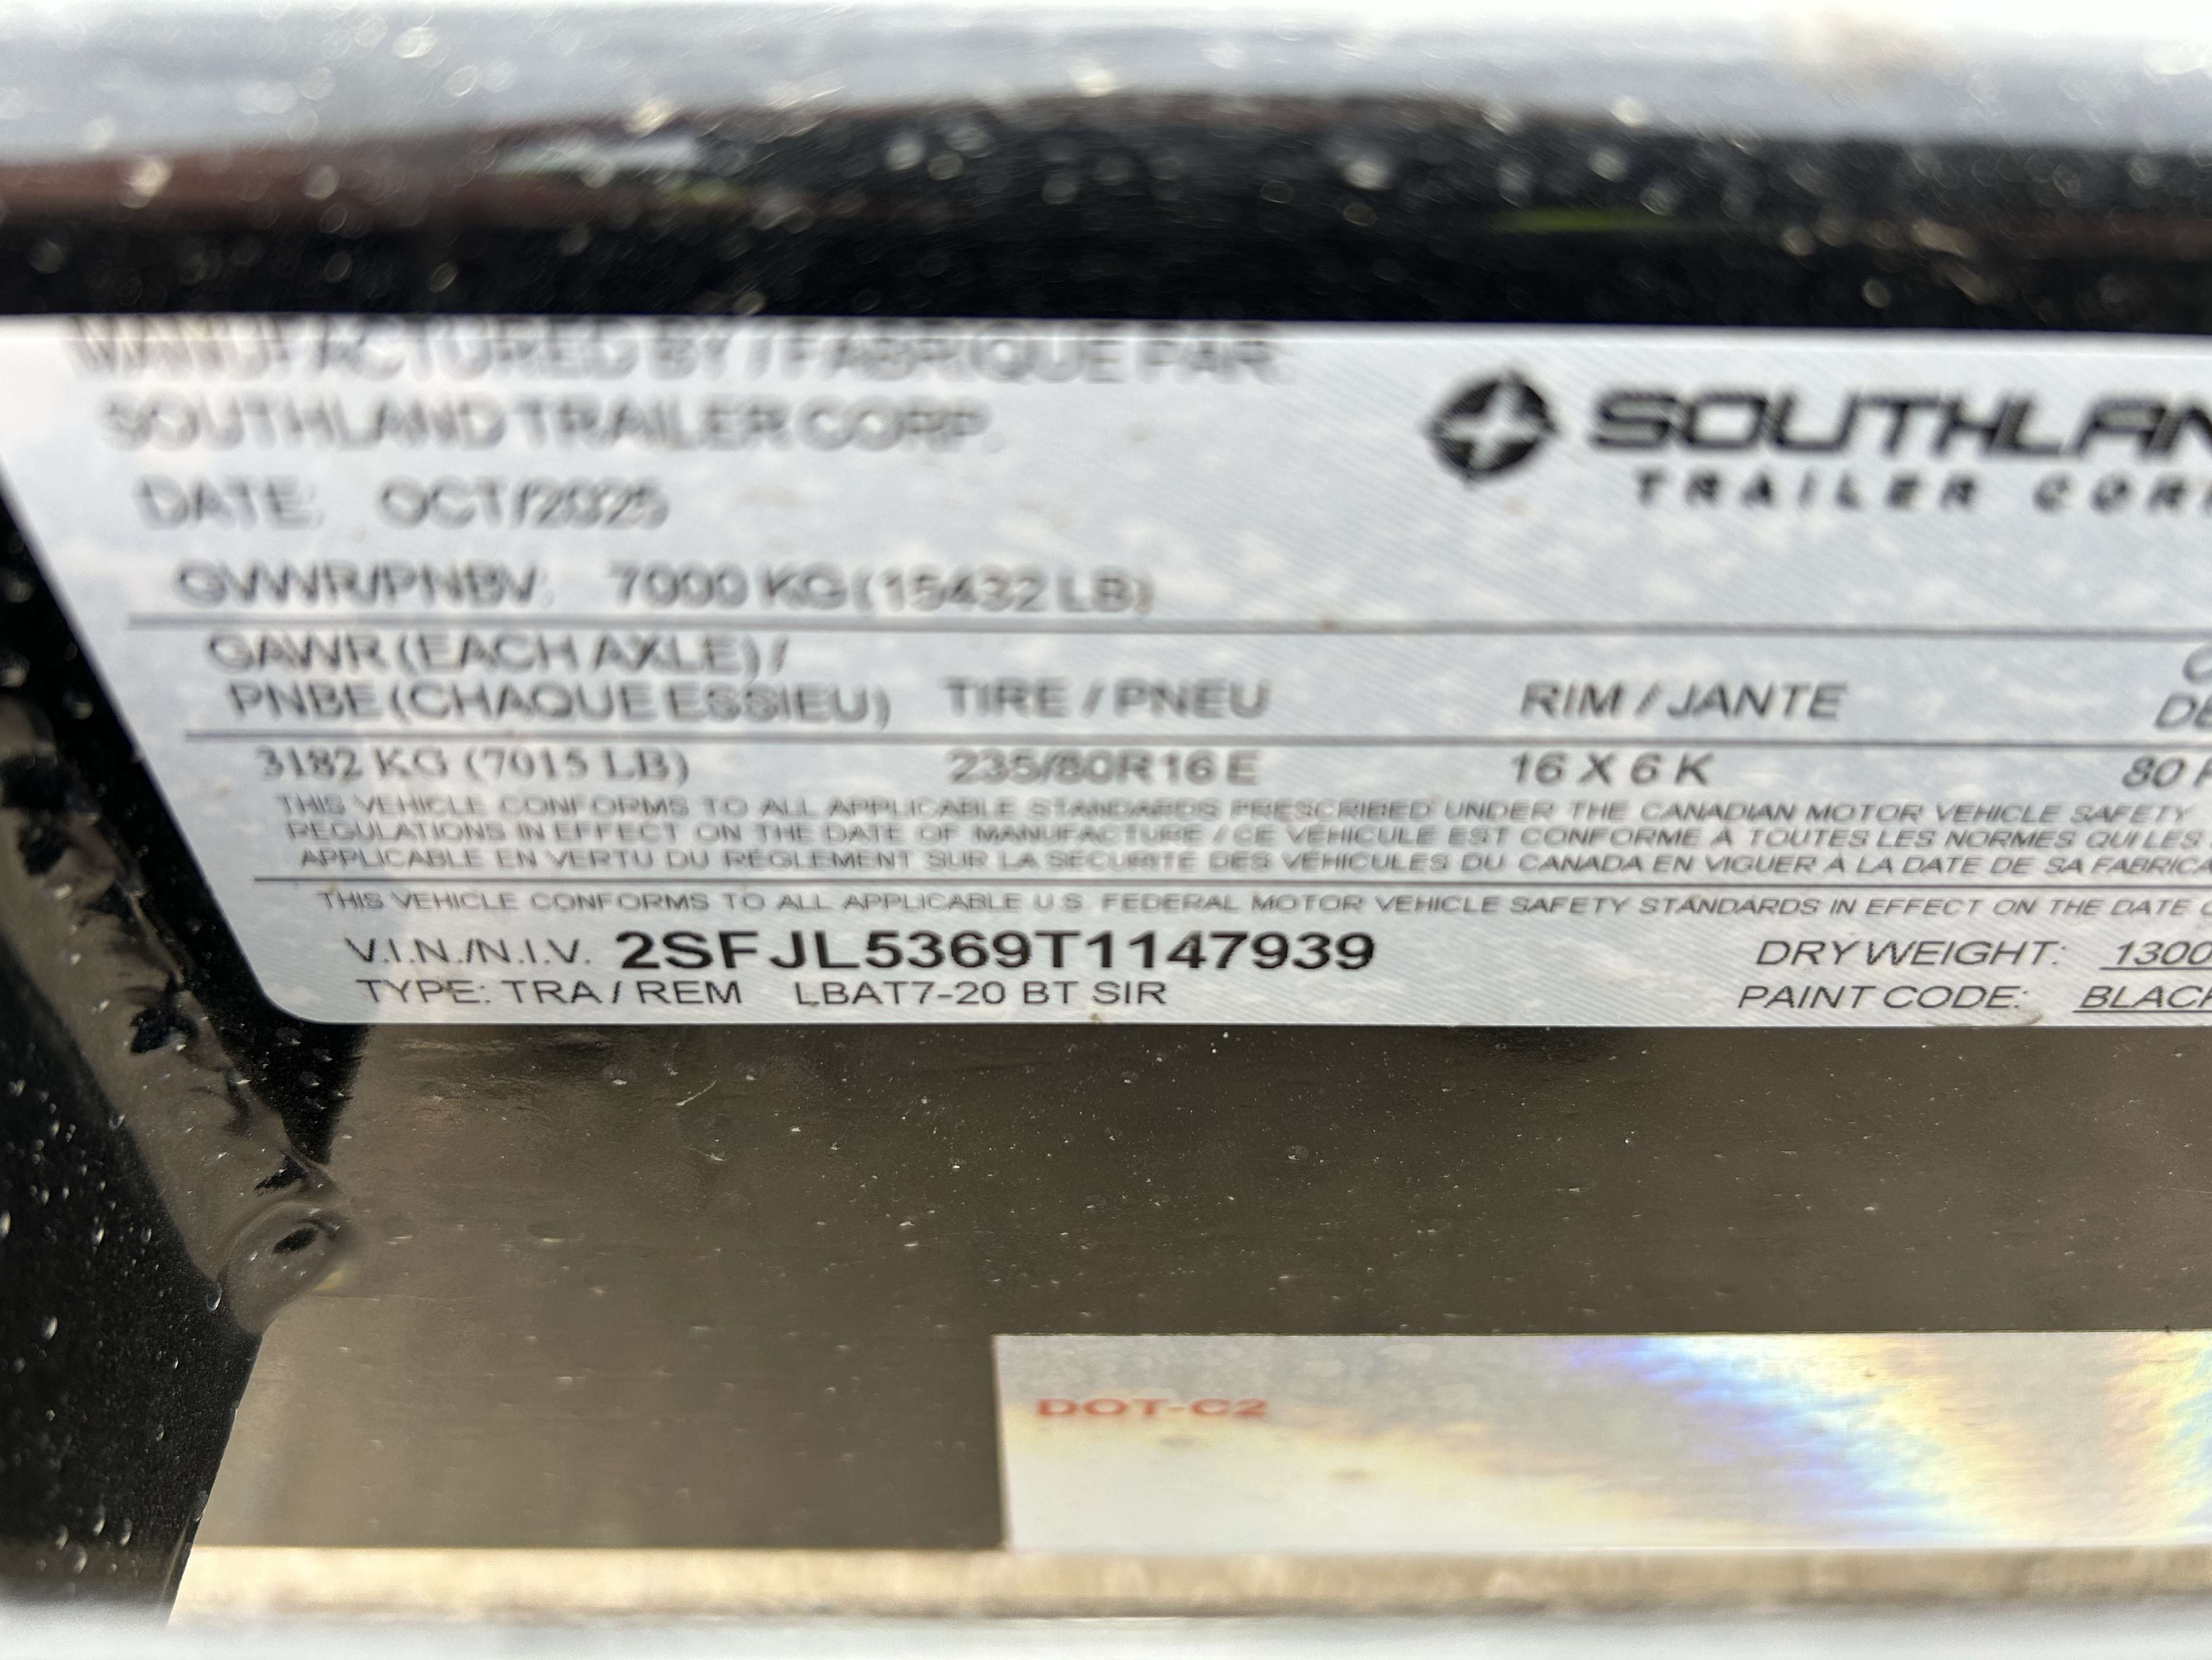 MANUFACTURED BY / FABRIQUE PAR:
SOUTHLAND TRAILER CORP.
DATE: OCT/2025
GVWR/PNBV: 7000 KG (15432 LB)
SOUTHLAN
TRAILER COR
GAWR (EACH AXLE) /
PNBE (CHAQUE ESSIEU) TIRE / PNEU RIM / JANTE
3182 KG (7015 LB) 235/80R16 E 16 X 6 K 80
THIS VEHICLE CONFORMS TO ALL APPLICABLE STANDARDS PRESCRIBED UNDER THE CANADIAN MOTOR VEHICLE SAFETY
REGULATIONS IN EFFECT ON THE DATE OF MANUFACTURE / CE VÉHICULE EST CONFORME À TOUTES LES NORMES QUI LES
APPLICABLE EN VERTU DU RÉGLEMENT SUR LA SÉCURITÉ DES VÉHICULES DU CANADA EN VIGUER À LA DATE DE SA FABRICA
THIS VEHICLE CONFORMS TO ALL APPLICABLE U.S. FEDERAL MOTOR VEHICLE SAFETY STANDARDS IN EFFECT ON THE DATE
V.I.N./N.I.V. 2SFJL5369T1147939 DRY WEIGHT: 1300
TYPE: TRA / REM LBAT7-20 BT SIR PAINT CODE: BLACK
DOT-C2